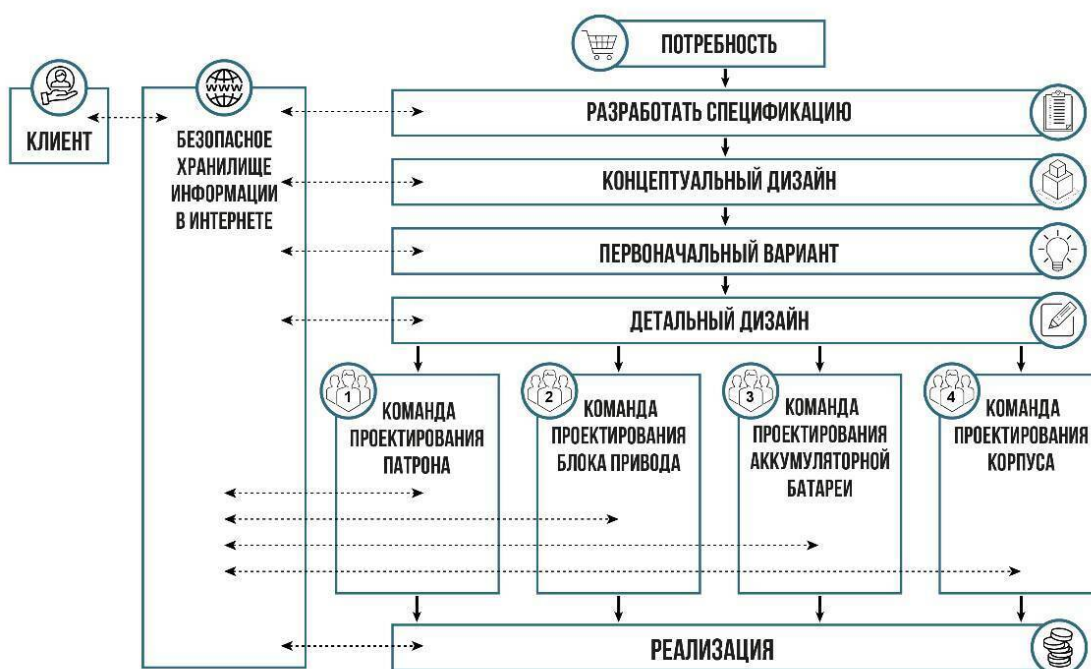 ПОТРЕБНОСТЬ
КЛИЕНТ
WWW
БЕЗОПАСНОЕ
ХРАНИЛИЩЕ
ИНФОРМАЦИИ
В ИНТЕРНЕТЕ
РАЗРАБОТАТЬ СПЕЦИФИКАЦИЮ
КОНЦЕПТУАЛЬНЫЙ ДИЗАЙН
ПЕРВОНАЧАЛЬНЫЙ ВАРИАНТ
ДЕТАЛЬНЫЙ ДИЗАЙН
1
КОМАНДА
ПРОЕКТИРОВАНИЯ
ПАТРОНА
2
КОМАНДА
ПРОЕКТИРОВАНИЯ
БЛОКА ПРИВОДА
3
КОМАНДА
ПРОЕКТИРОВАНИЯ
АККУМУЛЯТОРНОЙ
БАТАРЕИ
4
КОМАНДА
ПРОЕКТИРОВАНИЯ
КОРПУСА
РЕАЛИЗАЦИЯ